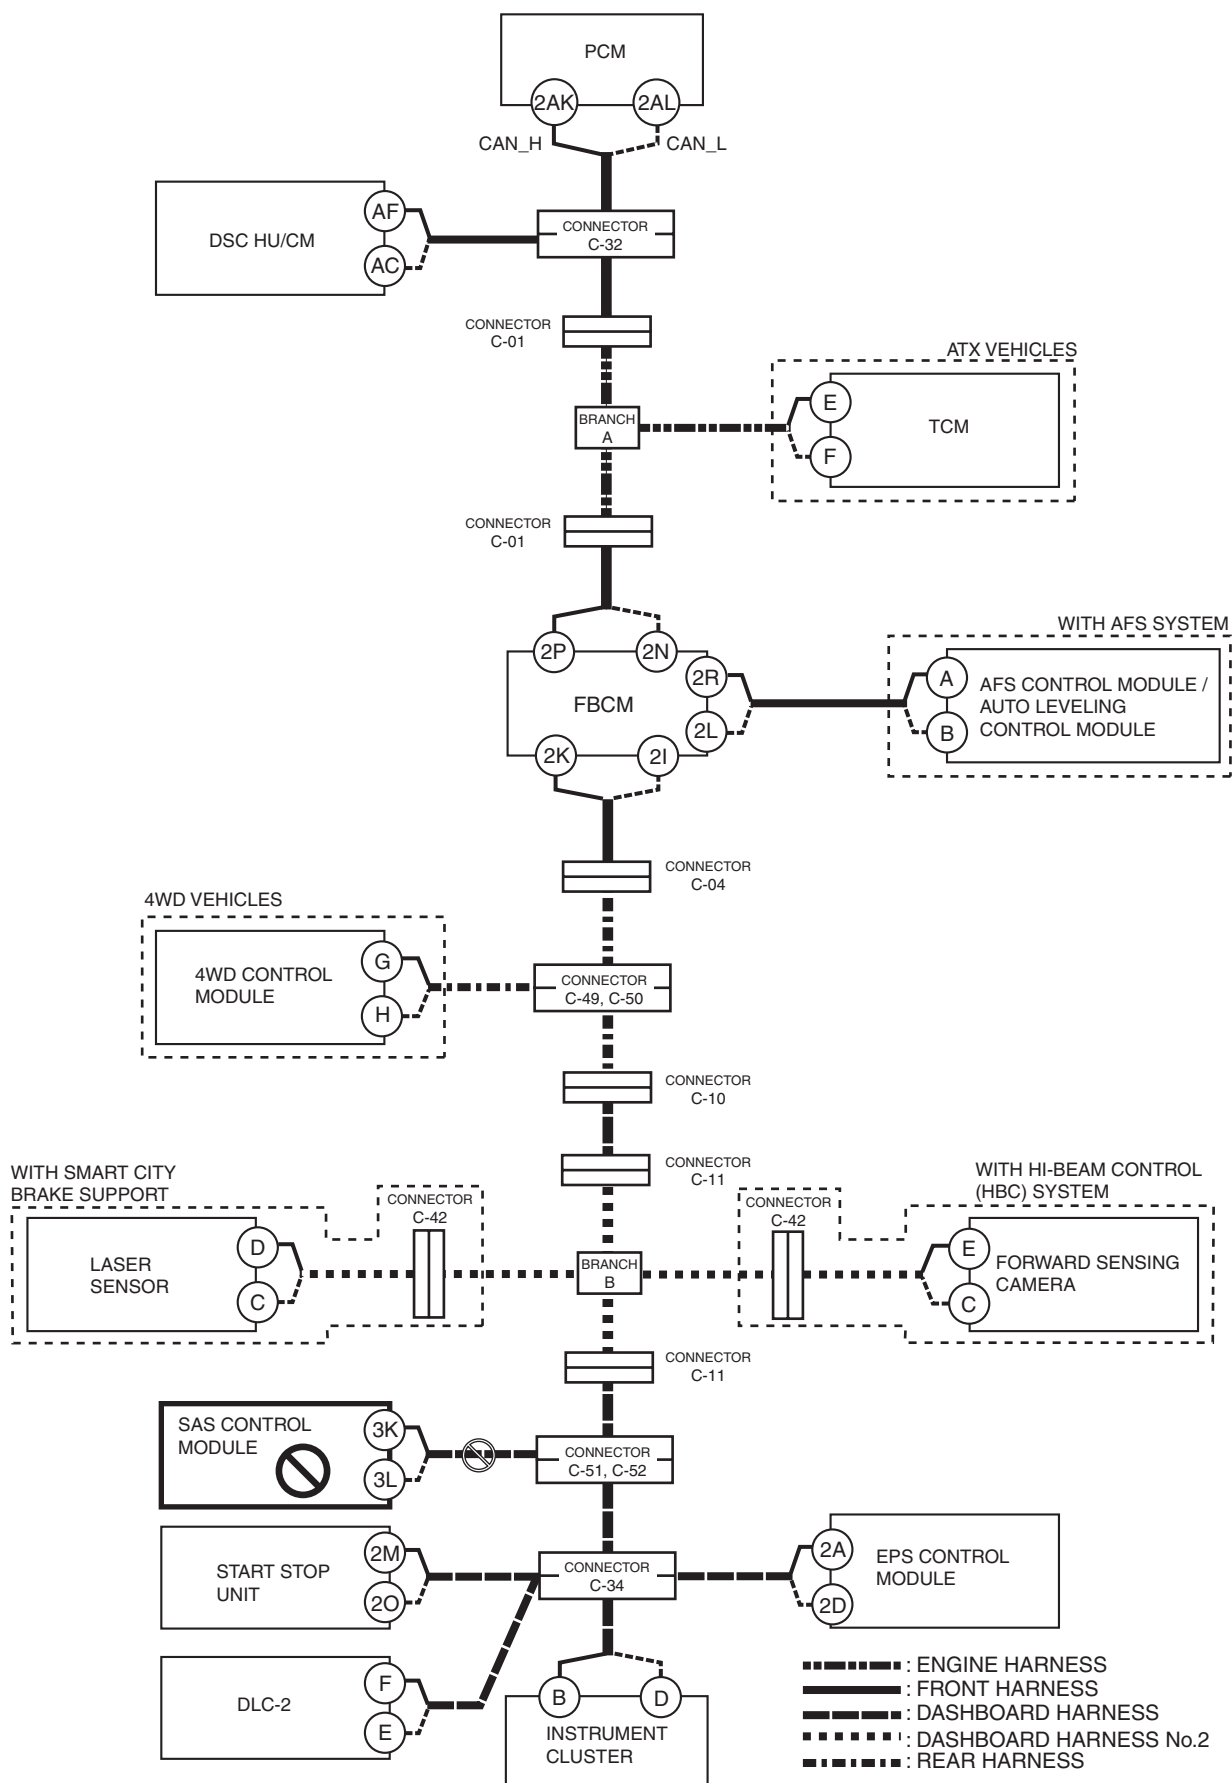 PCM
2AK
2AL
CAN_H
CAN_L
DSC HU/CM
AF
AC
CONNECTOR
C-32
CONNECTOR
C-01
ATX VEHICLES
BRANCH
A
E
F
TCM
CONNECTOR
C-01
WITH AFS SYSTEM
2P
2N
2R
2L
2K
2I
FBCM
A
B
AFS CONTROL MODULE /
AUTO LEVELING
CONTROL MODULE
CONNECTOR
C-04
4WD VEHICLES
4WD CONTROL
MODULE
G
H
CONNECTOR
C-49, C-50
CONNECTOR
C-10
CONNECTOR
C-11
WITH SMART CITY
BRAKE SUPPORT
CONNECTOR
C-42
LASER
SENSOR
D
C
BRANCH
B
WITH HI-BEAM CONTROL
(HBC) SYSTEM
CONNECTOR
C-42
E
C
FORWARD SENSING
CAMERA
CONNECTOR
C-11
SAS CONTROL
MODULE
3K
3L
CONNECTOR
C-51, C-52
START STOP
UNIT
2M
2O
CONNECTOR
C-34
2A
2D
EPS CONTROL
MODULE
DLC-2
F
E
B
D
INSTRUMENT
CLUSTER
: ENGINE HARNESS
: FRONT HARNESS
: DASHBOARD HARNESS
: DASHBOARD HARNESS No.2
: REAR HARNESS